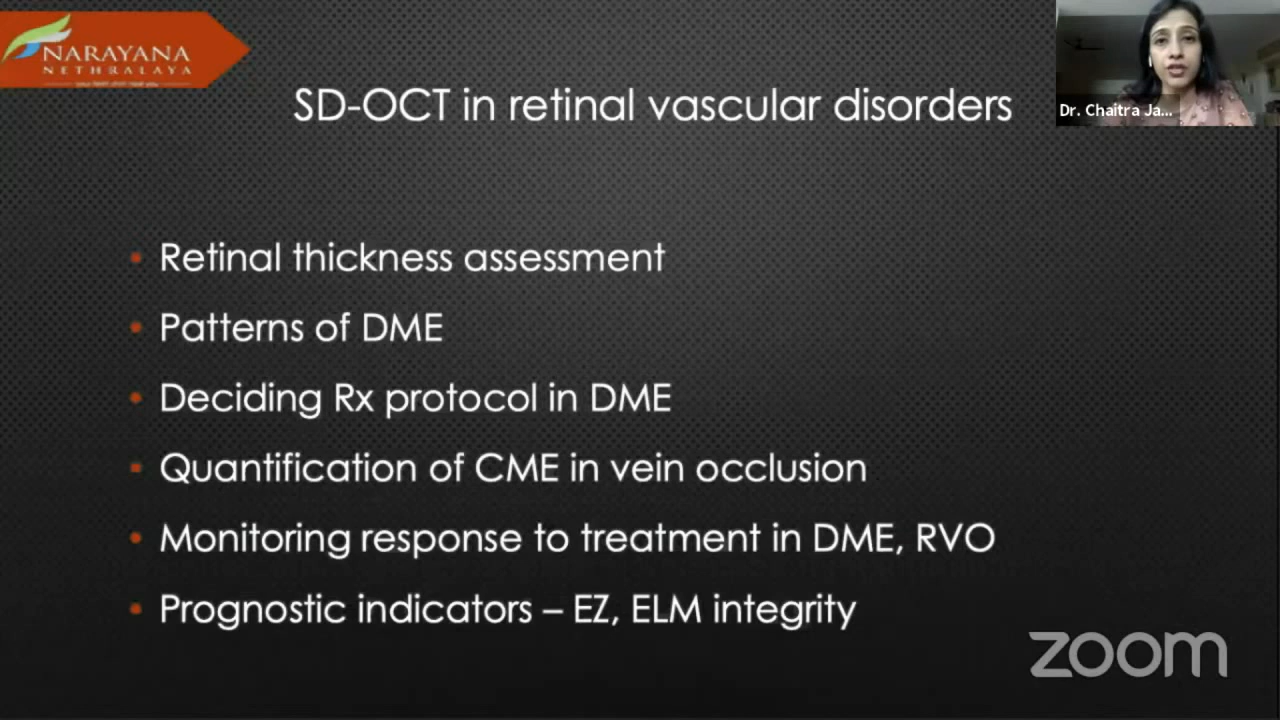 NARAYANA
NETHRALAYA
SD-OCT in retinal vascular disorders
Dr. Chaitra Ja...
• Retinal thickness assessment
• Patterns of DME
• Deciding Rx protocol in DME
• Quantification of CME in vein occlusion
• Monitoring response to treatment in DME, RVO
• Prognostic indicators – EZ, ELM integrity
zoom